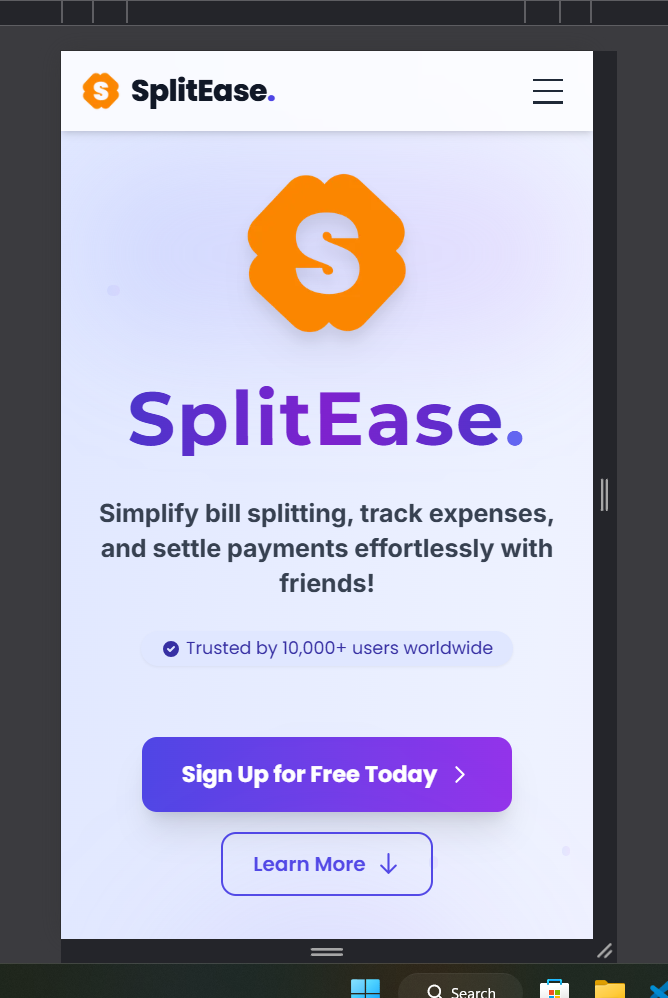 S SplitEase.
S
SplitEase.
Simplify bill splitting, track expenses,
and settle payments effortlessly with
friends!
Trusted by 10,000+ users worldwide
Sign Up for Free Today
Learn More
Search